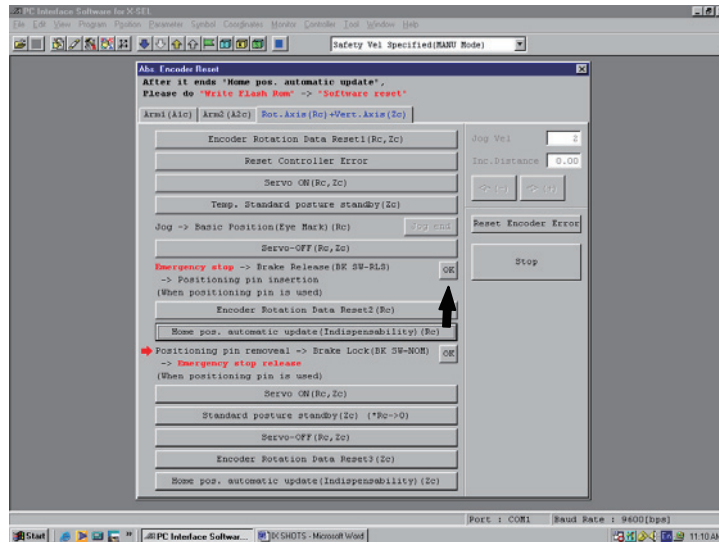 PC Interface Software for X-SEL
File Edit View Program Position Parameter Symbol Coordinates Monitor Controller Tool Window Help
Safety Vel Specified(MANU Mode)
Abs. Encoder Reset
After it ends "Home pos. automatic update",
Please do "Write Flash Rom" -> "Software reset"
Arm1(A1c) Arm2(A2c) Rot.Axis(Rc)+Vert.Axis(Zc)
Encoder Rotation Data Reset1(Rc,Zc)
Reset Controller Error
Servo ON(Rc,Zc)
Temp. Standard posture standby(Zc)
Jog -> Basic Position(Eye Mark)(Rc) Jog end
Servo-OFF(Rc,Zc)
Emergency stop -> Brake Release(BK SW-RLS) OK
-> Positioning pin insertion
(When positioning pin is used)
Encoder Rotation Data Reset2(Rc)
Home pos. automatic update(Indispensability)(Rc)
Positioning pin removeal -> Brake Lock(BK SW-NOM) OK
-> Emergency stop release
(When positioning pin is used)
Servo ON(Rc,Zc)
Standard posture standby(Zc) (*Rc->0)
Servo-OFF(Rc,Zc)
Encoder Rotation Data Reset3(Zc)
Home pos. automatic update(Indispensability)(Zc)
Jog Vel 2
Inc.Distance 0.00
(-) (+)
Reset Encoder Error
Stop
Port : COM1 Baud Rate : 9600[bps]
Start PC Interface Softwar... IX SHOTS - Microsoft Word 11:10 AM